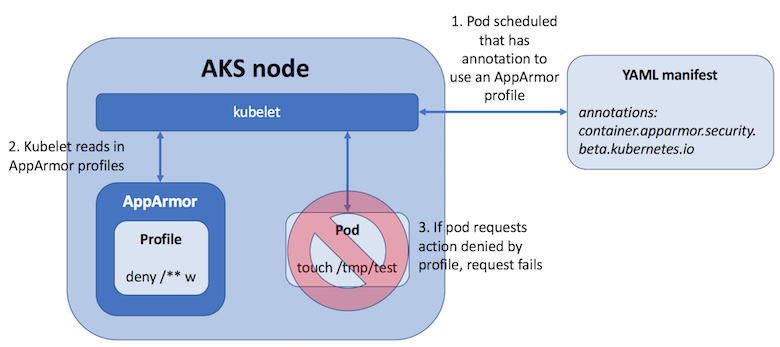 1. Pod scheduled
that has
annotation to
use an AppArmor
profile
AKS node
YAML manifest
kubelet
annotations:
container.apparmor.security.
beta.kubernetes.io
2. Kubelet reads in
AppArmor profiles
AppArmor
Profile
deny /** w
Pod
touch /tmp/test
3. If pod requests
action denied by
profile, request fails